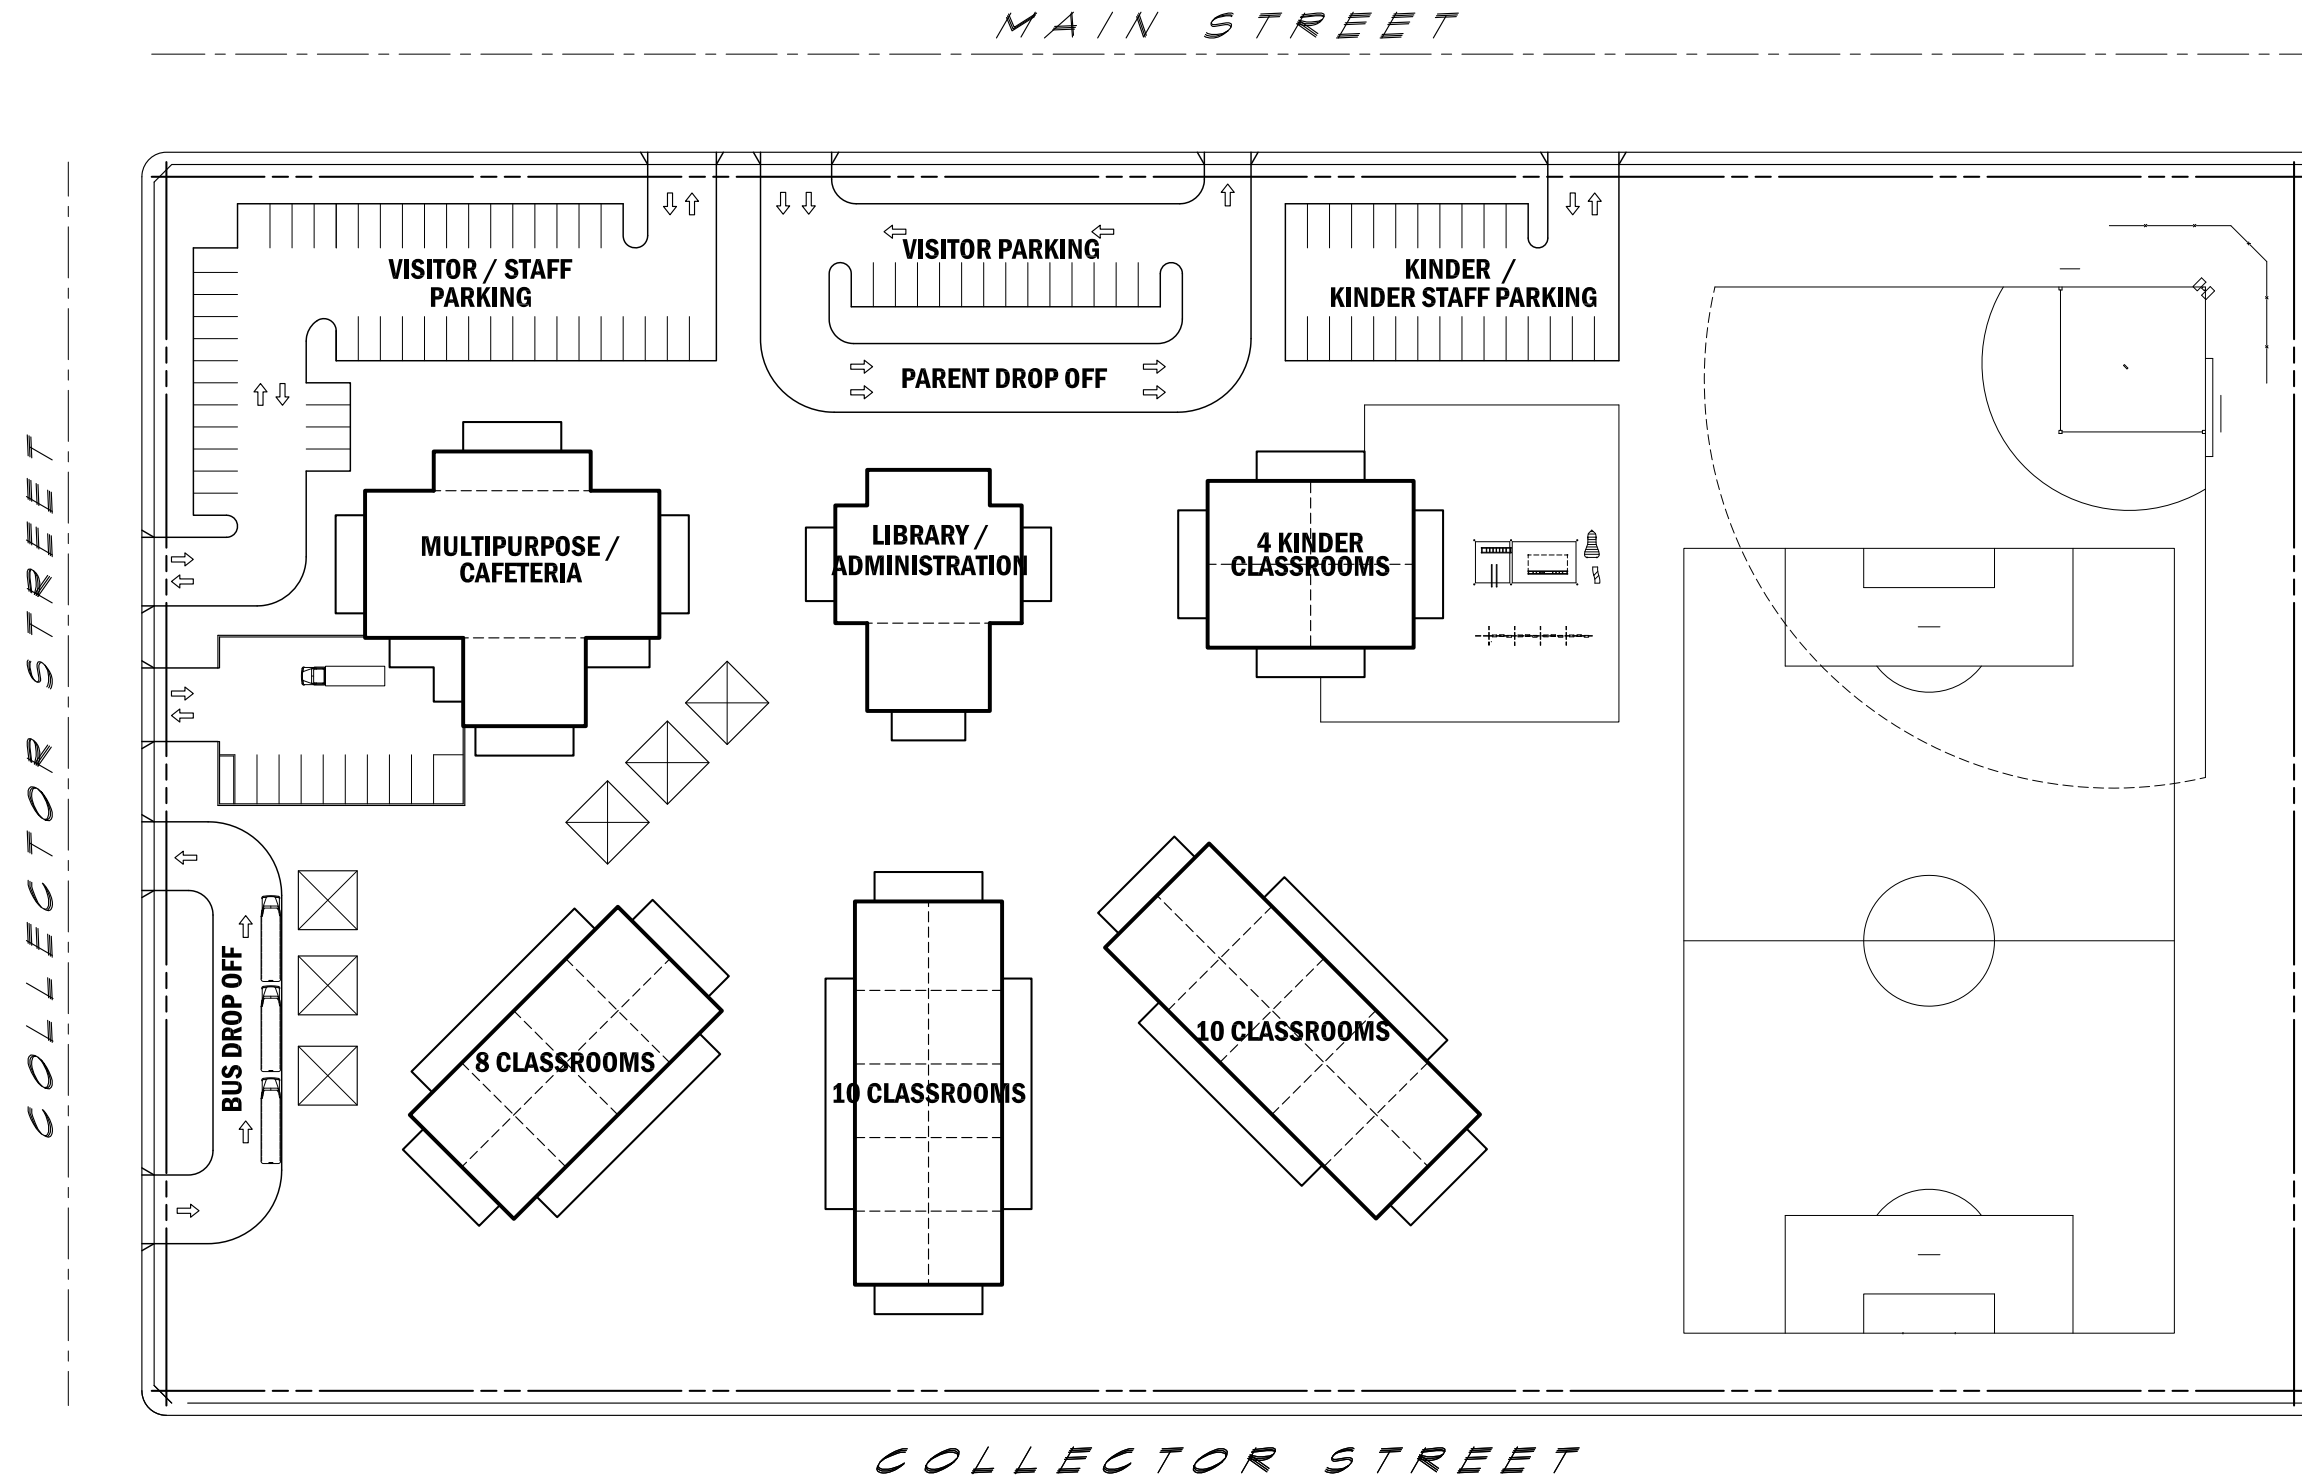 MAIN STREET
VISITOR / STAFF
PARKING
VISITOR PARKING
PARENT DROP OFF
KINDER /
KINDER STAFF PARKING
COLLECTOR STREET
MULTIPURPOSE /
CAFETERIA
LIBRARY /
ADMINISTRATION
4 KINDER
CLASSROOMS
BUS DROP OFF
8 CLASSROOMS
10 CLASSROOMS
10 CLASSROOMS
COLLECTOR STREET